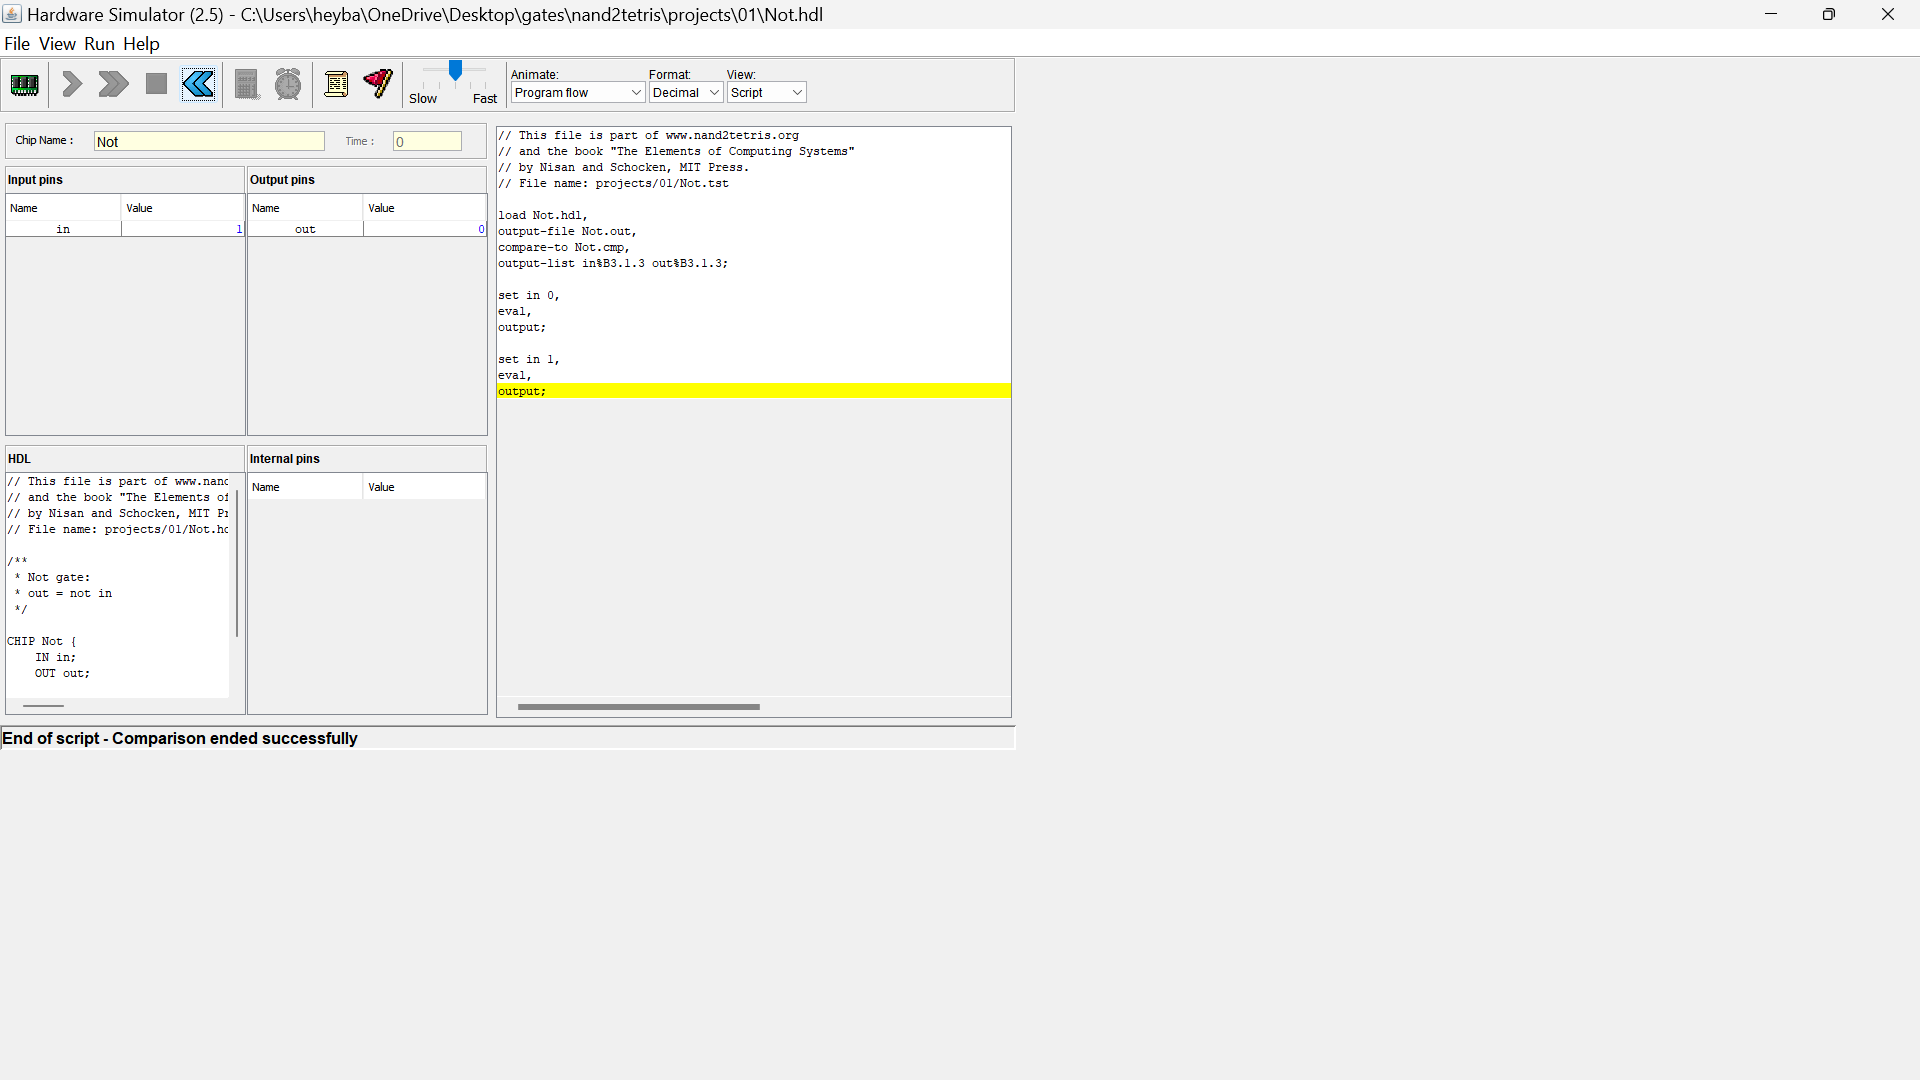 Hardware Simulator (2.5) - C:\Users\heyba\OneDrive\Desktop\gates\nand2tetris\projects\01\Not.hdl
File View Run Help
Slow Fast
Animate: Format: View:
Program flow Decimal Script
Chip Name : Not Time : 0
Input pins
Name Value
in 1
Output pins
Name Value
out 0
HDL
// This file is part of www.nand
// and the book "The Elements of
// by Nisan and Schocken, MIT Pr
// File name: projects/01/Not.hd
/**
* Not gate:
* out = not in
*/
CHIP Not {
IN in;
OUT out;
Internal pins
Name Value
// This file is part of www.nand2tetris.org
// and the book "The Elements of Computing Systems"
// by Nisan and Schocken, MIT Press.
// File name: projects/01/Not.tst
load Not.hdl,
output-file Not.out,
compare-to Not.cmp,
output-list in%B3.1.3 out%B3.1.3;
set in 0,
eval,
output;
set in 1,
eval,
output;
End of script - Comparison ended successfully